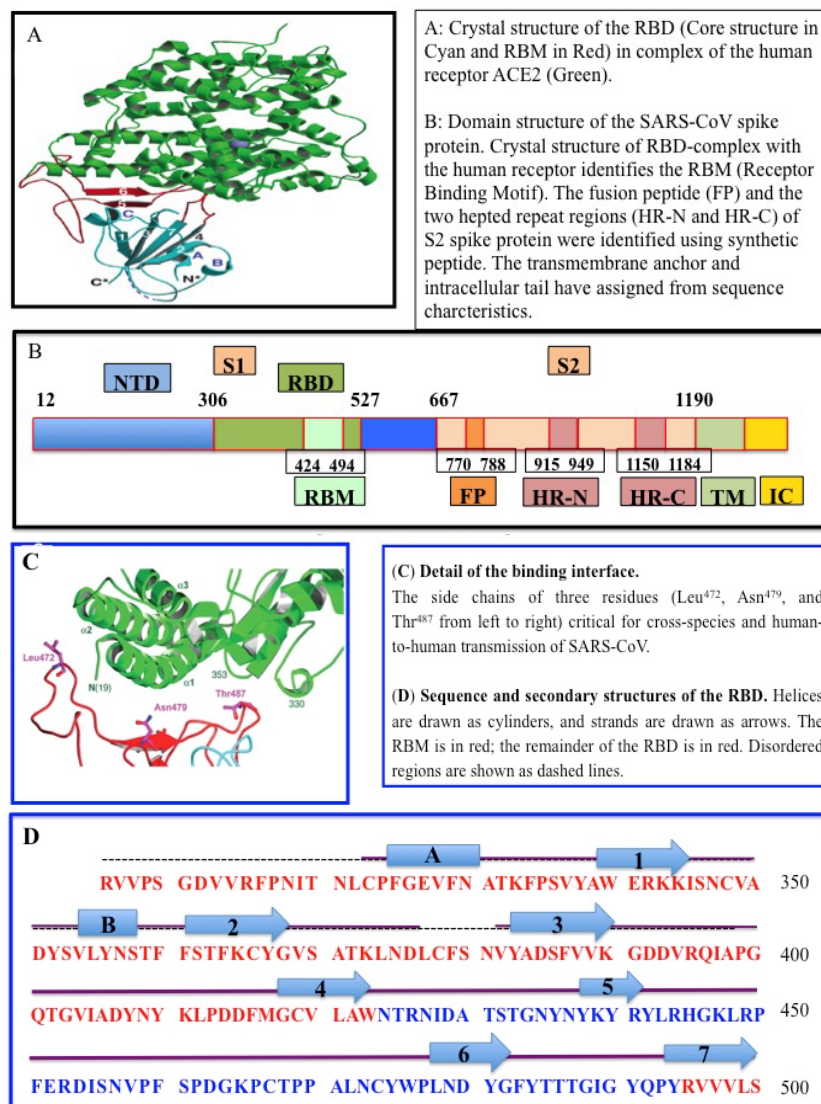 A
6
5
C
1
4
A
B
C*
N*
A: Crystal structure of the RBD (Core structure in
Cyan and RBM in Red) in complex of the human
receptor ACE2 (Green).
B: Domain structure of the SARS-CoV spike
protein. Crystal structure of RBD-complex with
the human receptor identifies the RBM (Receptor
Binding Motif). The fusion peptide (FP) and the
two hepted repeat regions (HR-N and HR-C) of
S2 spike protein were identified using synthetic
peptide. The transmembrane anchor and
intracellular tail have assigned from sequence
charcteristics.
B
S1 S2
NTD RBD
12 306 527 667 1190
424 494 770 788 915 949 1150 1184
RBM FP HR-N HR-C TM IC
C
α3
α2
Leu472
α1
N(19)
353
330
Thr487
Asn479
(C) Detail of the binding interface.
The side chains of three residues (Leu472, Asn479, and
Thr487 from left to right) critical for cross-species and human-
to-human transmission of SARS-CoV.
(D) Sequence and secondary structures of the RBD. Helices
are drawn as cylinders, and strands are drawn as arrows. The
RBM is in red; the remainder of the RBD is in red. Disordered
regions are shown as dashed lines.
D
A 1
RVVPS GDVVRFPNIT NLCPFGEVFN ATKFPSVYAW ERKKISNCVA 350
B 2 3
DYSVLYNSTF FSTFKCYGVS ATKLNDLCFS NVYADSFVVK GDDVRQIAPG 400
4 5
QTGVIADYNY KLPDDFMGCV LAWNTRNIDA TSTGNYNYKY RYLRHGKLRP 450
6 7
FERDISNVPF SPDGKPCTPP ALNCYWPLND YGFYTTTGIG YQPYRVVVLS 500